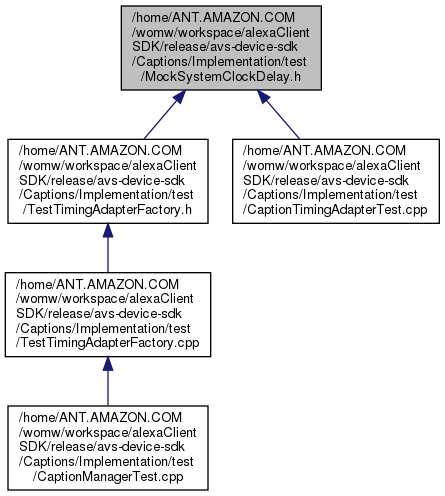 /home/ANT.AMAZON.COM
/womw/workspace/alexaClient
SDK/release/avs-device-sdk
/Captions/Implementation/test
/MockSystemClockDelay.h
/home/ANT.AMAZON.COM
/womw/workspace/alexaClient
SDK/release/avs-device-sdk
/Captions/Implementation/test
/TestTimingAdapterFactory.h
/home/ANT.AMAZON.COM
/womw/workspace/alexaClient
SDK/release/avs-device-sdk
/Captions/Implementation/test
/CaptionTimingAdapterTest.cpp
/home/ANT.AMAZON.COM
/womw/workspace/alexaClient
SDK/release/avs-device-sdk
/Captions/Implementation/test
/TestTimingAdapterFactory.cpp
/home/ANT.AMAZON.COM
/womw/workspace/alexaClient
SDK/release/avs-device-sdk
/Captions/Implementation/test
/CaptionManagerTest.cpp